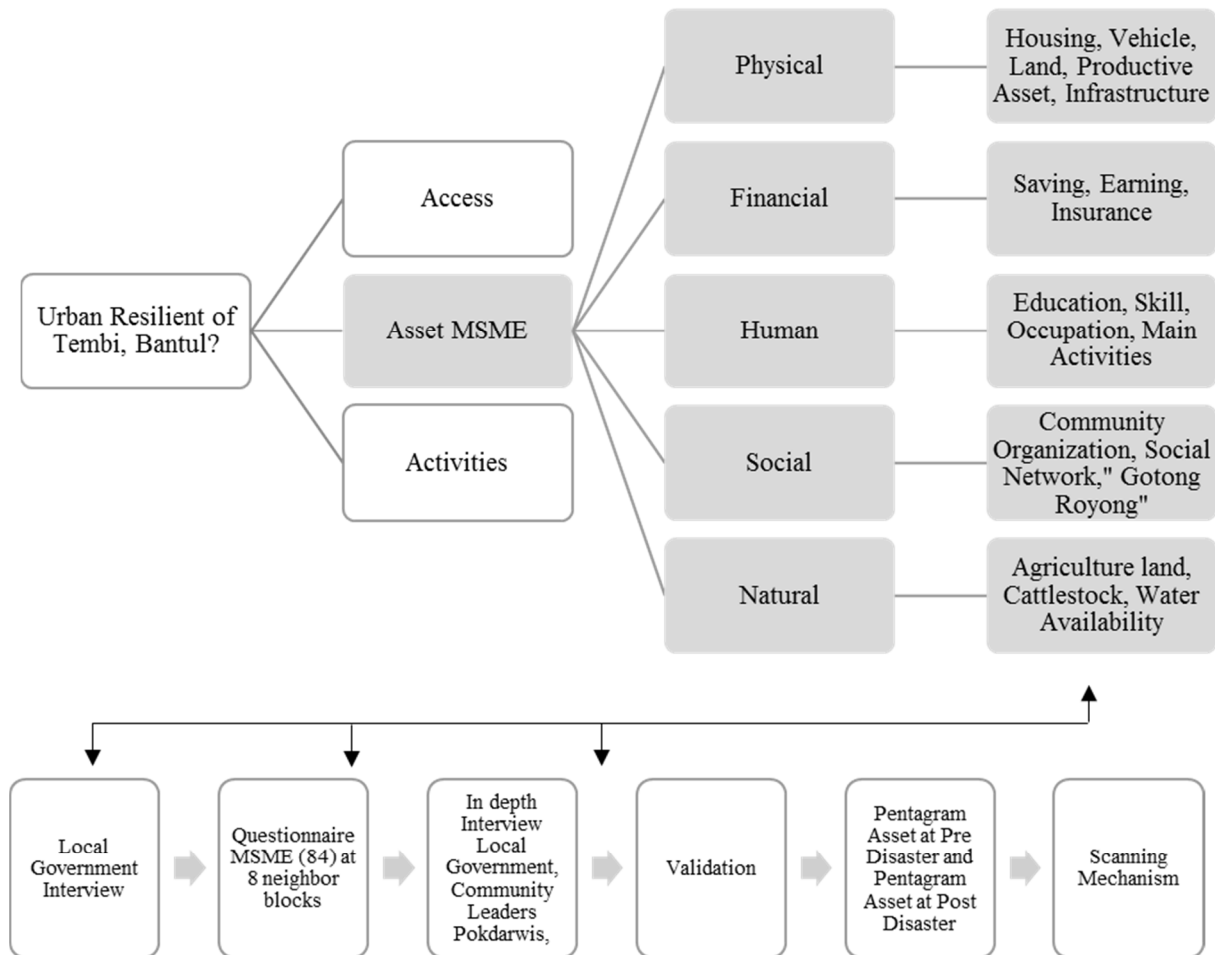 Urban Resilient of
Tembi, Bantul?
Access
Asset MSME
Activities
Physical
Financial
Human
Social
Natural
Housing, Vehicle,
Land, Productive
Asset, Infrastructure
Saving, Earning,
Insurance
Education, Skill,
Occupation, Main
Activities
Community
Organization, Social
Network," Gotong
Royong"
Agriculture land,
Cattlestock, Water
Availability
Local
Government
Interview
Questionnaire
MSME (84) at
8 neighbor
blocks
In depth
Interview
Local
Government,
Community
Leaders
Pokdarwis,
Validation
Pentagram
Asset at Pre
Disaster and
Pentagram
Asset at Post
Disaster
Scanning
Mechanism